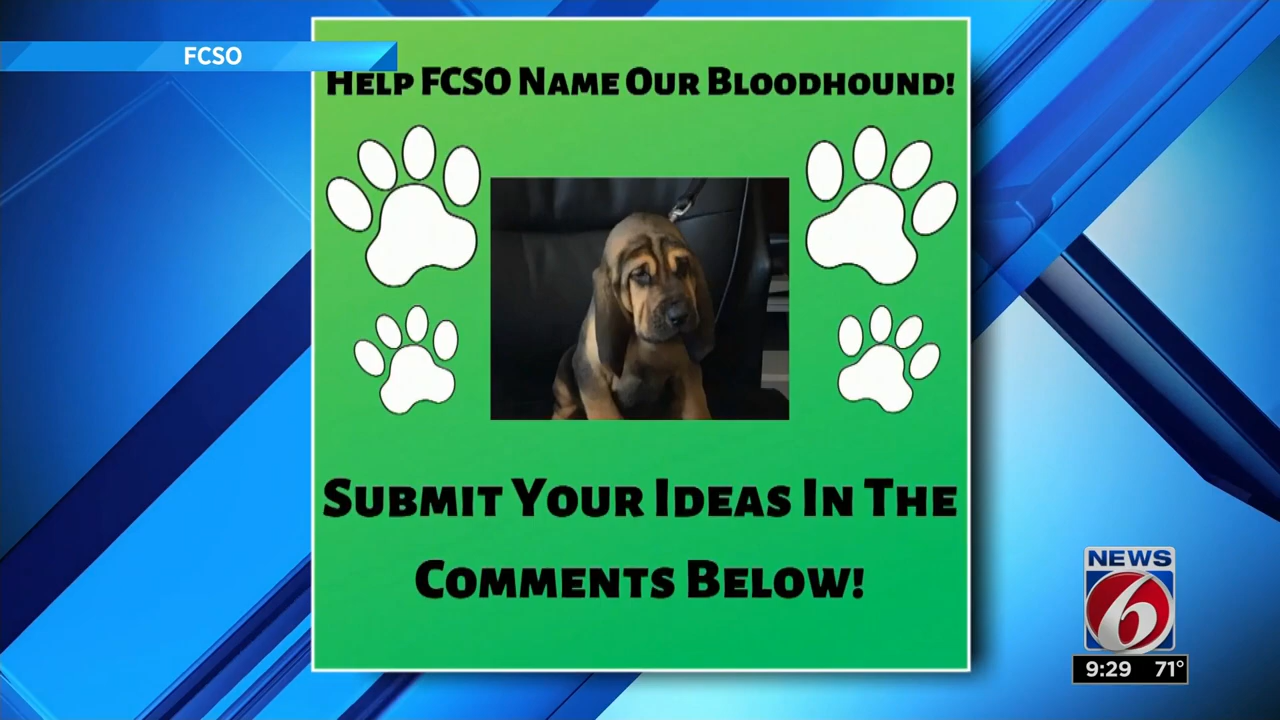 FCSO
Help FCSO Name Our Bloodhound!
Submit Your Ideas In The
Comments Below!
NEWS
6
9:29 71°